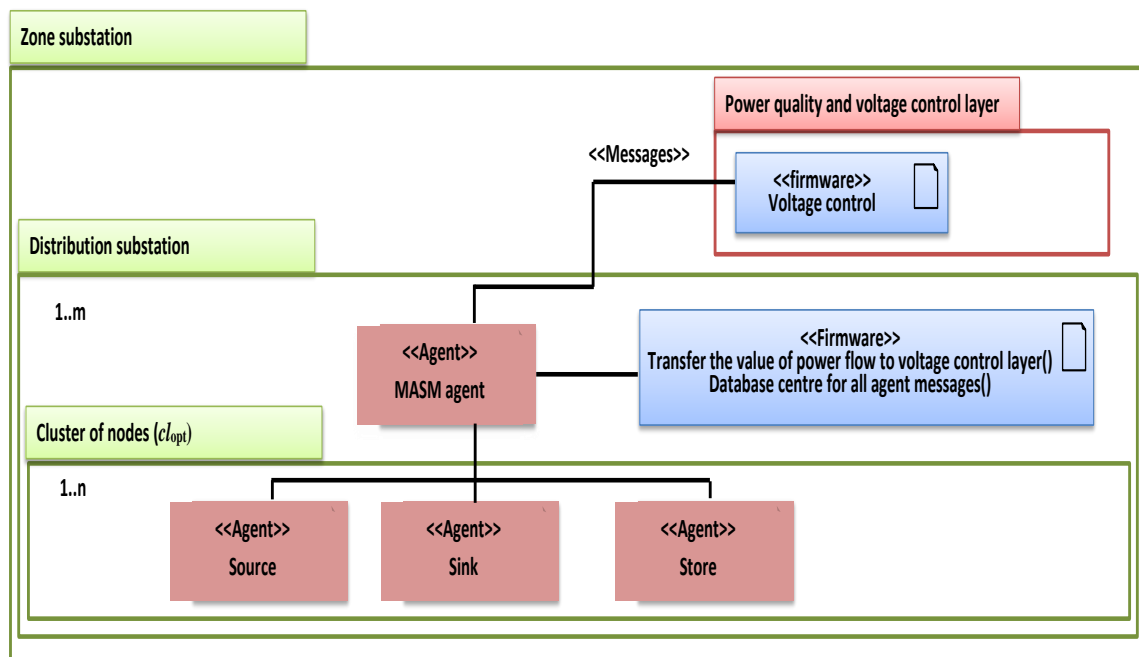 Zone substation
Power quality and voltage control layer
<<Messages>>
<<firmware>>
Voltage control
Distribution substation
1..m
<<Agent>>
MASM agent
<<Firmware>>
Transfer the value of power flow to voltage control layer()
Database centre for all agent messages()
Cluster of nodes (clopt)
1..n
<<Agent>>
Source
<<Agent>>
Sink
<<Agent>>
Store